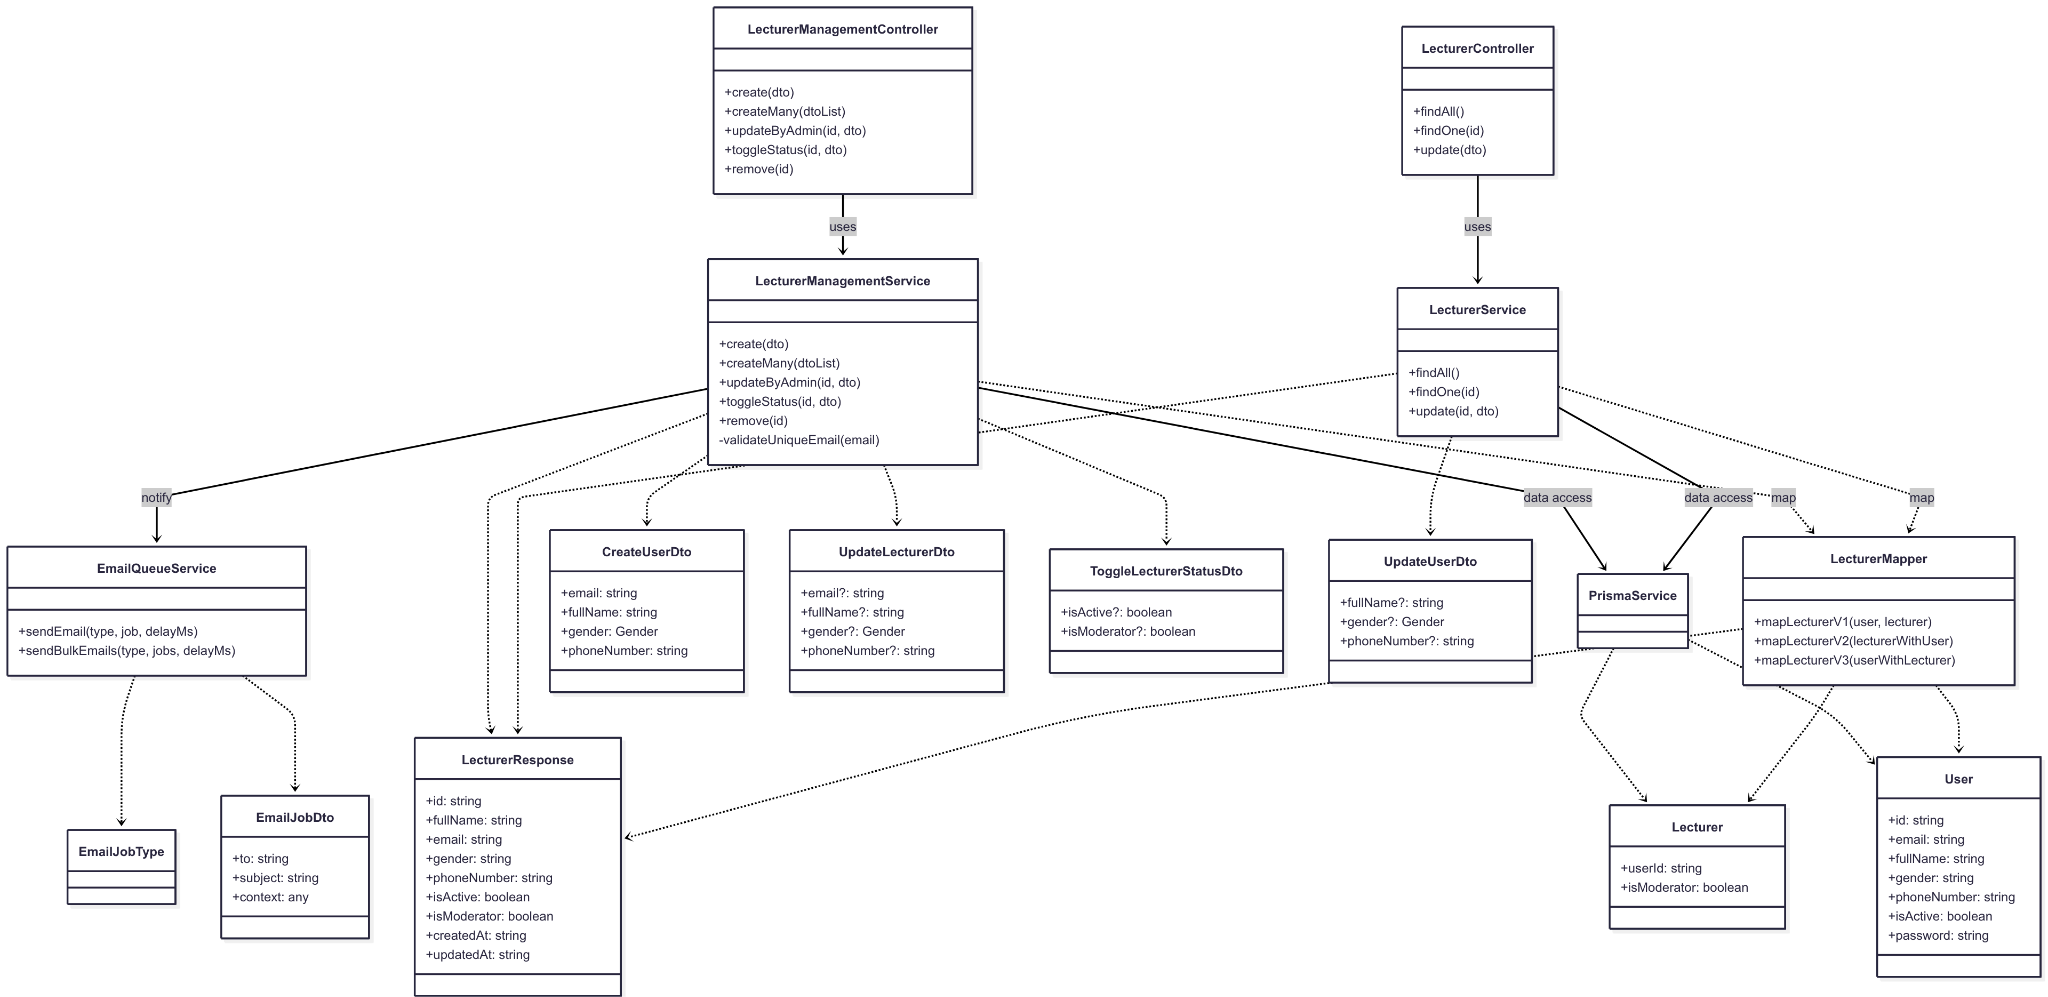 LecturerManagementController
+create(dto)
+createMany(dtoList)
+updateByAdmin(id, dto)
+toggleStatus(id, dto)
+remove(id)
LecturerController
+findAll()
+findOne(id)
+update(dto)
uses
uses
LecturerManagementService
+create(dto)
+createMany(dtoList)
+updateByAdmin(id, dto)
+toggleStatus(id, dto)
+remove(id)
-validateUniqueEmail(email)
LecturerService
+findAll()
+findOne(id)
+update(id, dto)
notify
data access
data access
map
map
EmailQueueService
+sendEmail(type, job, delayMs)
+sendBulkEmails(type, jobs, delayMs)
CreateUserDto
+email: string
+fullName: string
+gender: Gender
+phoneNumber: string
UpdateLecturerDto
+email?: string
+fullName?: string
+gender?: Gender
+phoneNumber?: string
ToggleLecturerStatusDto
+isActive?: boolean
+isModerator?: boolean
UpdateUserDto
+fullName?: string
+gender?: Gender
+phoneNumber?: string
PrismaService
LecturerMapper
+mapLecturerV1(user, lecturer)
+mapLecturerV2(lecturerWithUser)
+mapLecturerV3(userWithLecturer)
EmailJobType
EmailJobDto
+to: string
+subject: string
+context: any
LecturerResponse
+id: string
+fullName: string
+email: string
+gender: string
+phoneNumber: string
+isActive: boolean
+isModerator: boolean
+createdAt: string
+updatedAt: string
Lecturer
+userId: string
+isModerator: boolean
User
+id: string
+email: string
+fullName: string
+gender: string
+phoneNumber: string
+isActive: boolean
+password: string